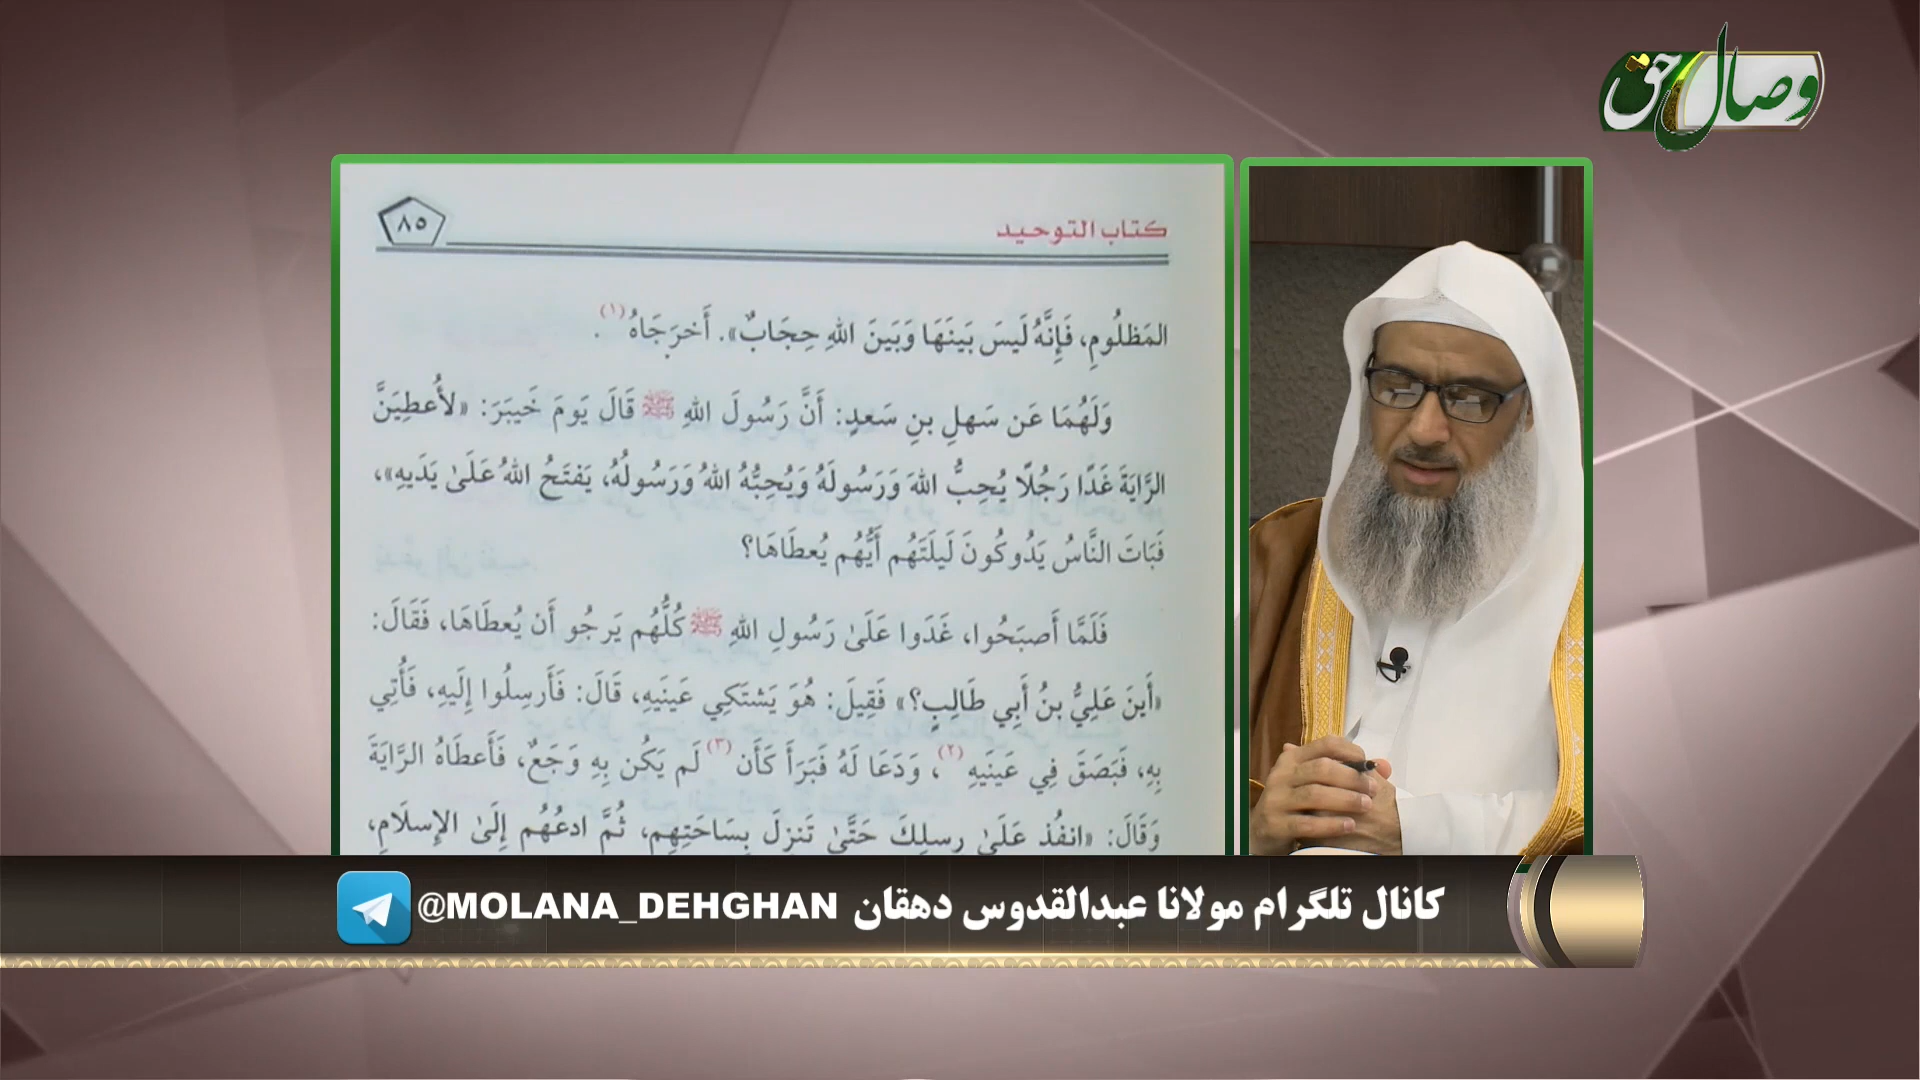 وصال حق
كتاب التوحيد
٨٥
المَظلُومِ، فَإِنَّهُ لَيسَ بَينَهَا وَبَينَ اللهِ حِجَابٌ». أَخرَجَاهُ(١).
وَلَهُمَا عَن سَهلِ بنِ سَعدٍ: أَنَّ رَسُولَ اللهِ ﷺ قَالَ يَومَ خَيبَرَ: «لأُعطِيَنَّ
الرَّايَةَ غَدًا رَجُلًا يُحِبُّ اللهَ وَرَسُولَهُ وَيُحِبُّهُ اللهُ وَرَسُولُهُ، يَفتَحُ اللهُ عَلَىٰ يَدَيهِ»،
فَبَاتَ النَّاسُ يَدُوكُونَ لَيلَتَهُم أَيُّهُم يُعطَاهَا؟
فَلَمَّا أَصبَحُوا، غَدَوا عَلَىٰ رَسُولِ اللهِ ﷺ كُلُّهُم يَرجُو أَن يُعطَاهَا، فَقَالَ:
«أَينَ عَلِيُّ بنُ أَبِي طَالِبٍ؟» فَقِيلَ: هُوَ يَشتَكِي عَينَيهِ، قَالَ: فَأَرسِلُوا إِلَيهِ، فَأُتِي
بِهِ، فَبَصَقَ فِي عَينَيهِ(٢)، وَدَعَا لَهُ فَبَرَأَ كَأَن(٣) لَم يَكُن بِهِ وَجَعٌ، فَأَعطَاهُ الرَّايَةَ
وَقَالَ: «انفُذ عَلَىٰ رِسلِكَ حَتَّىٰ تَنزِلَ بِسَاحَتِهِم، ثُمَّ ادعُهُم إِلَىٰ الإِسلَامِ،
کانال تلگرام مولانا عبدالقدوس دهقان @MOLANA_DEHGHAN